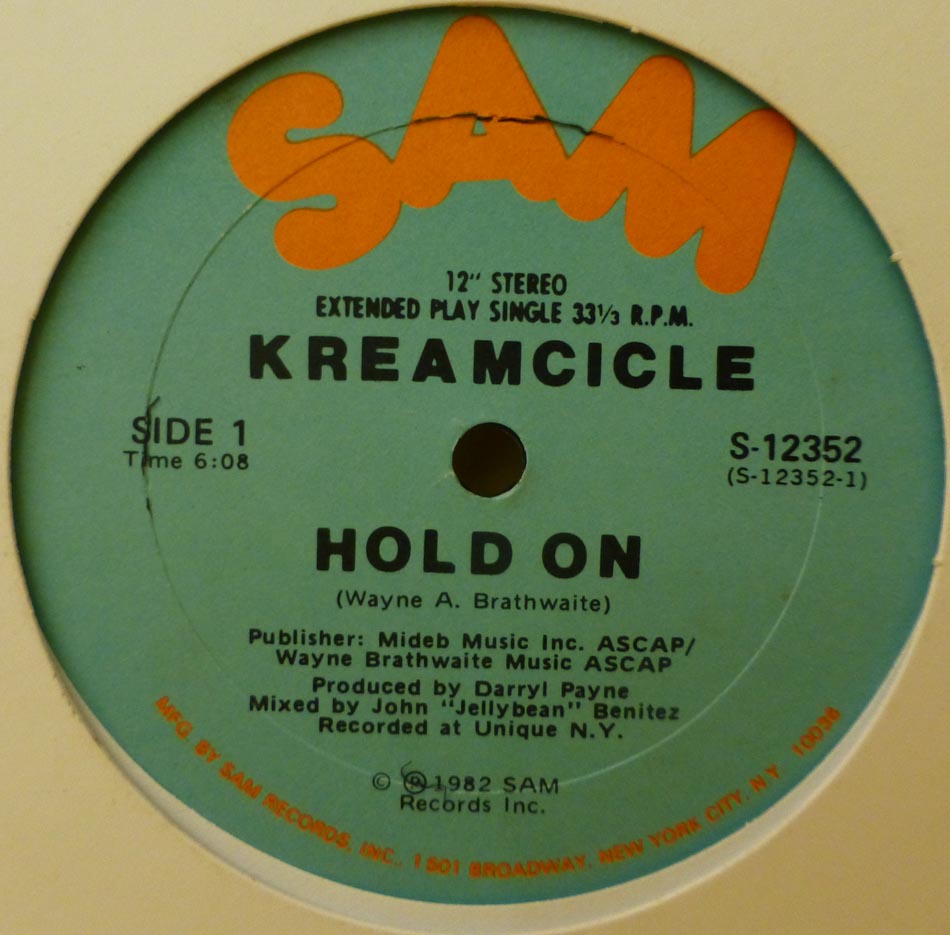 SAM
12" STEREO
EXTENDED PLAY SINGLE 33⅓ R.P.M.
KREAMCICLE
SIDE 1
Time 6:08
S-12352
(S-12352-1)
HOLD ON
(Wayne A. Brathwaite)
Publisher: Mideb Music Inc. ASCAP/
Wayne Brathwaite Music ASCAP
Produced by Darryl Payne
Mixed by John "Jellybean" Benitez
Recorded at Unique N.Y.
© ℗ 1982 SAM
Records Inc.
MFG. BY SAM RECORDS, INC., 1501 BROADWAY, NEW YORK CITY, N.Y. 10036